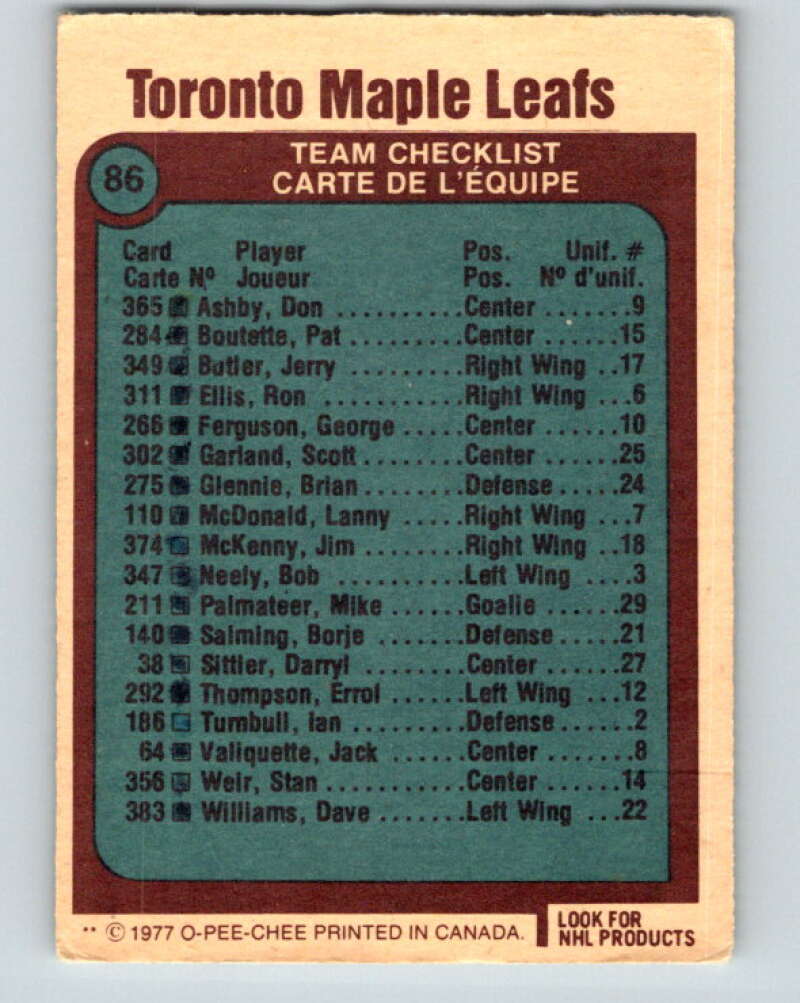 Toronto Maple Leafs
86
TEAM CHECKLIST
CARTE DE L'ÉQUIPE
Card Player Pos. Unif. #
Carte Nº Joueur Pos. Nº d'unif.
365 Ashby, Don ..........Center .......9
284 Boutette, Pat ..........Center ......15
349 Butler, Jerry .........Right Wing ..17
311 Ellis, Ron ............Right Wing ...6
266 Ferguson, George .....Center ......10
302 Garland, Scott ........Center ......25
275 Glennie, Brian ........Defense .....24
110 McDonald, Lanny .....Right Wing ...7
374 McKenny, Jim ........Right Wing ..18
347 Neely, Bob ..........Left Wing ....3
211 Palmateer, Mike ......Goalie ......29
140 Salming, Borje .......Defense .....21
38 Sittler, Darryl ........Center ......27
292 Thompson, Errol ......Left Wing ...12
186 Turnbull, Ian .........Defense ......2
64 Valiquette, Jack ......Center .......8
356 Weir, Stan ...........Center ......14
383 Williams, Dave .......Left Wing ...22
** © 1977 O-PEE-CHEE PRINTED IN CANADA.
LOOK FOR
NHL PRODUCTS